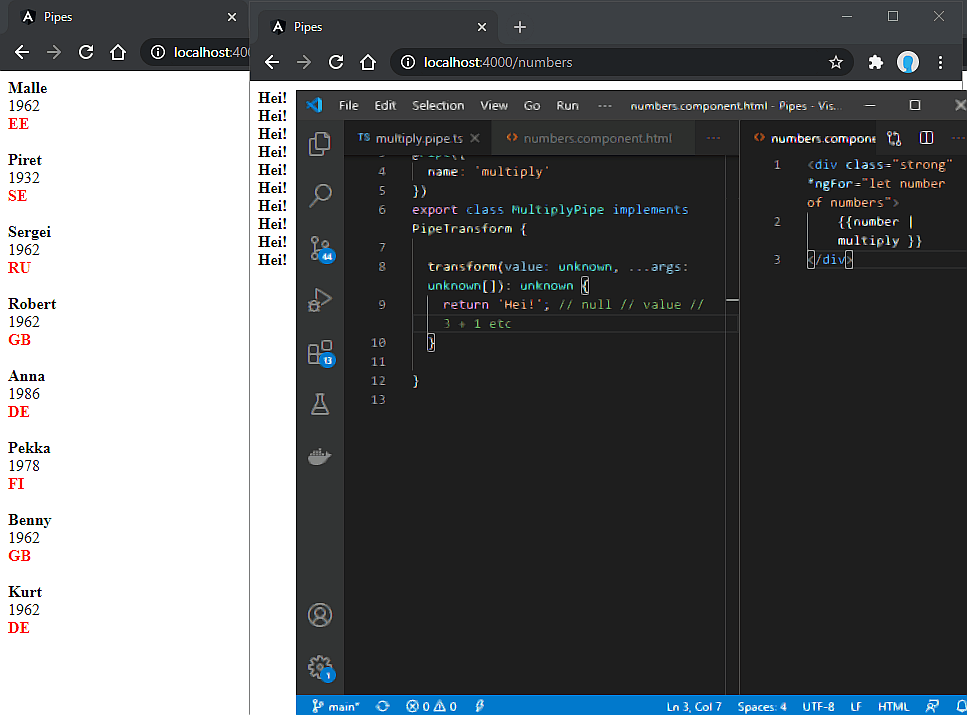 Pipes
localhost:400
Malle
1962
EE
Piret
1932
SE
Sergei
1962
RU
Robert
1962
GB
Anna
1986
DE
Pekka
1978
FI
Benny
1962
GB
Kurt
1962
DE
Pipes
localhost:4000/numbers
Hei!
Hei!
Hei!
Hei!
Hei!
Hei!
Hei!
Hei!
Hei!
Hei!
File Edit Selection View Go Run ··· numbers.component.html - Pipes - Vis...
TS multiply.pipe.ts
numbers.component.html ···
4 name: 'multiply'
5 })
6 export class MultiplyPipe implements
PipeTransform {
7
8 transform(value: unknown, ...args:
unknown[]): unknown {
9 return 'Hei!'; // null // value //
3 + 1 etc
10 }
11
12 }
13
numbers.compone ···
1 <div class="strong"
*ngFor="let number
of numbers">
2 {{number |
multiply }}
3 </div>
44
13
1
main* 0 0 Ln 3, Col 7 Spaces: 4 UTF-8 LF HTML